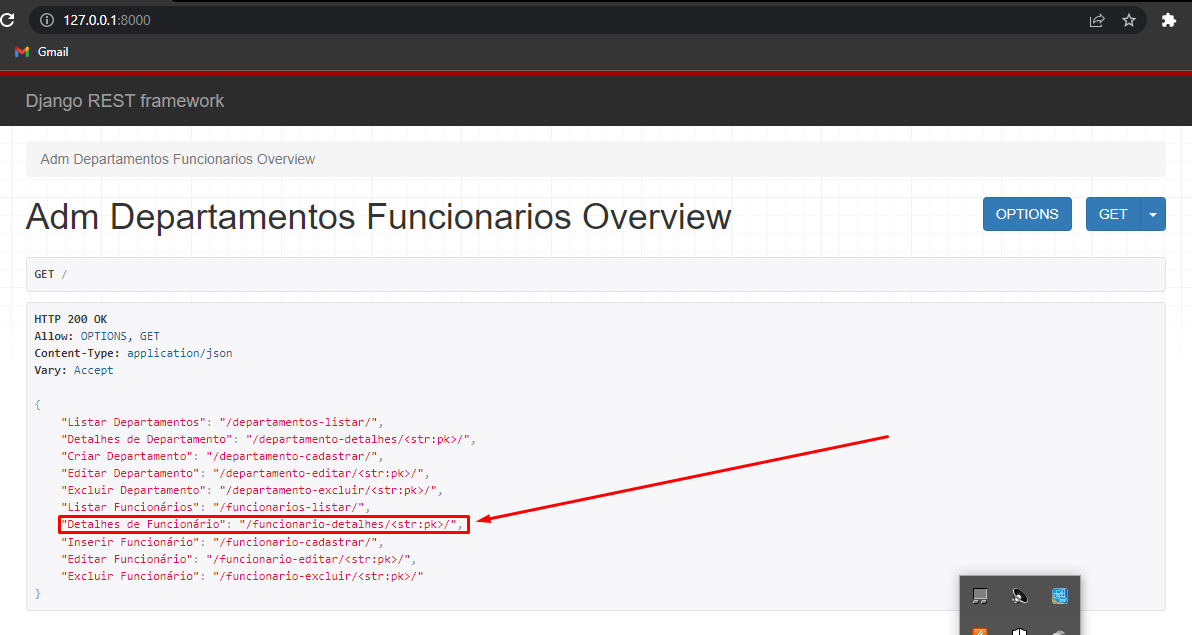 127.0.0.1:8000
Gmail
Django REST framework
Adm Departamentos Funcionarios Overview
Adm Departamentos Funcionarios Overview
OPTIONS
GET
GET /
HTTP 200 OK
Allow: OPTIONS, GET
Content-Type: application/json
Vary: Accept
{
"Listar Departamentos": "/departamentos-listar/",
"Detalhes de Departamento": "/departamento-detalhes/<str:pk>/",
"Criar Departamento": "/departamento-cadastrar/",
"Editar Departamento": "/departamento-editar/<str:pk>/",
"Excluir Departamento": "/departamento-excluir/<str:pk>/",
"Listar Funcionários": "/funcionarios-listar/",
"Detalhes de Funcionário": "/funcionario-detalhes/<str:pk>/",
"Inserir Funcionário": "/funcionario-cadastrar/",
"Editar Funcionário": "/funcionario-editar/<str:pk>/",
"Excluir Funcionário": "/funcionario-excluir/<str:pk>/"
}